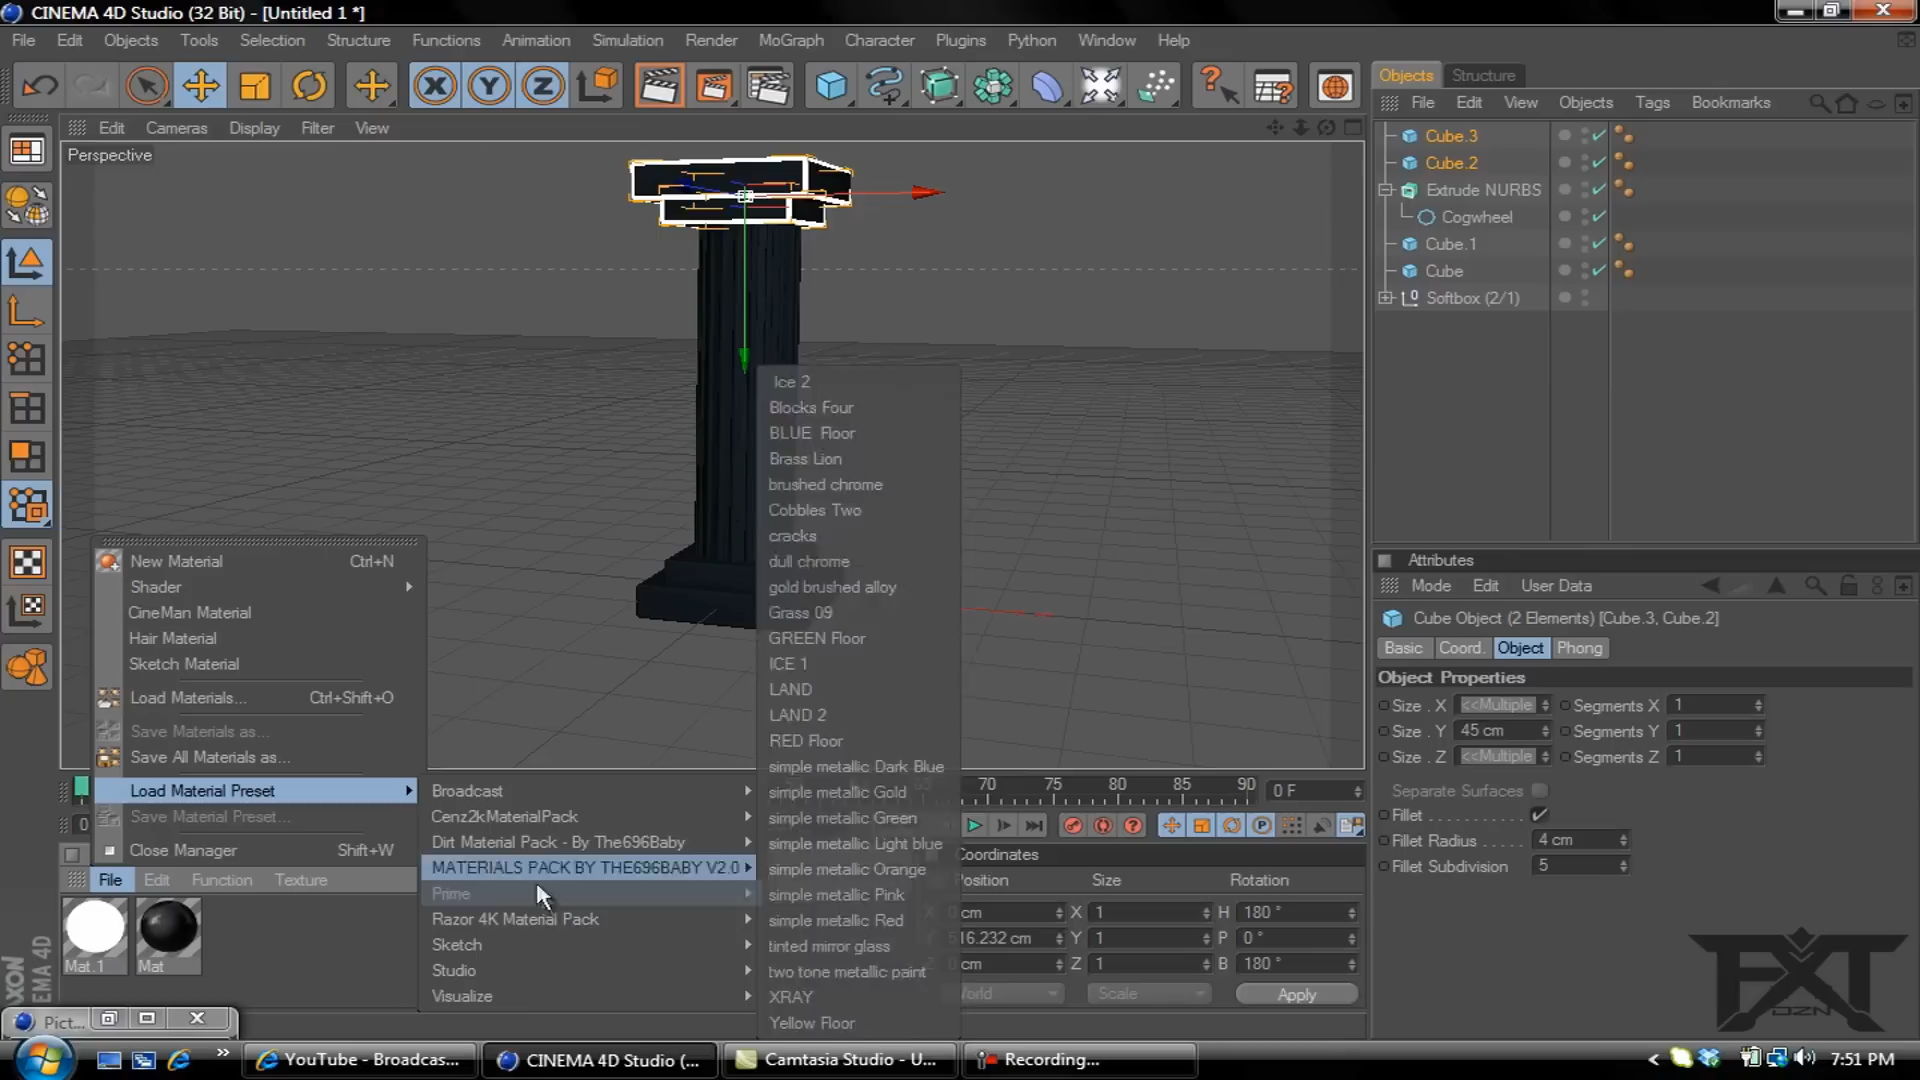 CINEMA 4D Studio (32 Bit) - [Untitled 1 *]
File Edit Objects Tools Selection Structure Functions Animation Simulation Render MoGraph Character Plugins Python Window Help
Objects Structure
File Edit View Objects Tags Bookmarks
Edit Cameras Display Filter View
Perspective
Cube.3
Cube.2
Extrude NURBS
Cogwheel
Cube.1
Cube
Softbox (2/1)
Ice 2
Blocks Four
BLUE Floor
Brass Lion
brushed chrome
Cobbles Two
cracks
dull chrome
gold brushed alloy
Grass 09
GREEN Floor
ICE 1
LAND
LAND 2
RED Floor
simple metallic Dark Blue
simple metallic Gold
simple metallic Green
simple metallic Light blue
simple metallic Orange
simple metallic Pink
simple metallic Red
tinted mirror glass
two tone metallic paint
XRAY
Yellow Floor
New Material Ctrl+N
Shader
CineMan Material
Hair Material
Sketch Material
Load Materials... Ctrl+Shift+O
Save Materials as...
Save All Materials as...
Load Material Preset
Save Material Preset...
Close Manager Shift+W
Broadcast
Cenz2kMaterialPack
Dirt Material Pack - By The696Baby
MATERIALS PACK BY THE696BABY V2.0
Prime
Razor 4K Material Pack
Sketch
Studio
Visualize
Attributes
Mode Edit User Data
Cube Object (2 Elements) [Cube.3, Cube.2]
Basic Coord. Object Phong
Object Properties
Size . X <<Multiple Segments X 1
Size . Y 45 cm Segments Y 1
Size . Z <<Multiple Segments Z 1
Separate Surfaces
Fillet
Fillet Radius 4 cm
Fillet Subdivision 5
70 75 80 85 90 0 F
Coordinates
Position Size Rotation
0 cm X 1 H 180 °
516.232 cm Y 1 P 0 °
0 cm Z 1 B 180 °
World Scale Apply
File Edit Function Texture
Mat.1 Mat
AXON
EMA 4D
Pict...
FXT
DZN
YouTube - Broadcas...
CINEMA 4D Studio (...
Camtasia Studio - U...
Recording...
7:51 PM